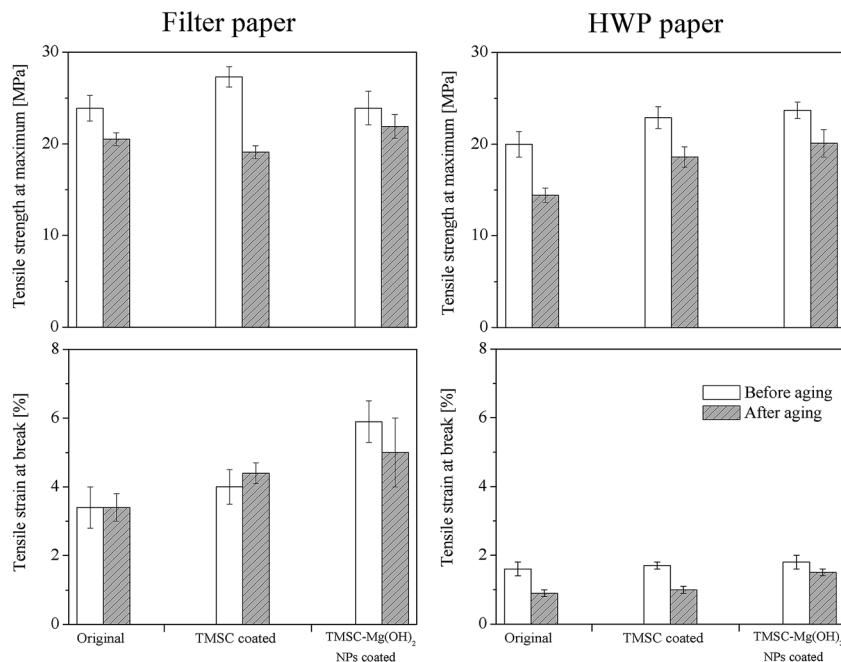 Filter paper
HWP paper
Tensile strength at maximum [MPa]
30
20
10
0
Tensile strength at maximum [MPa]
30
20
10
0
Tensile strain at break [%]
8
6
4
2
0
Original
TMSC coated
TMSC-Mg(OH)2
NPs coated
Tensile strain at break [%]
8
6
4
2
0
Before aging
After aging
Original
TMSC coated
TMSC-Mg(OH)2
NPs coated